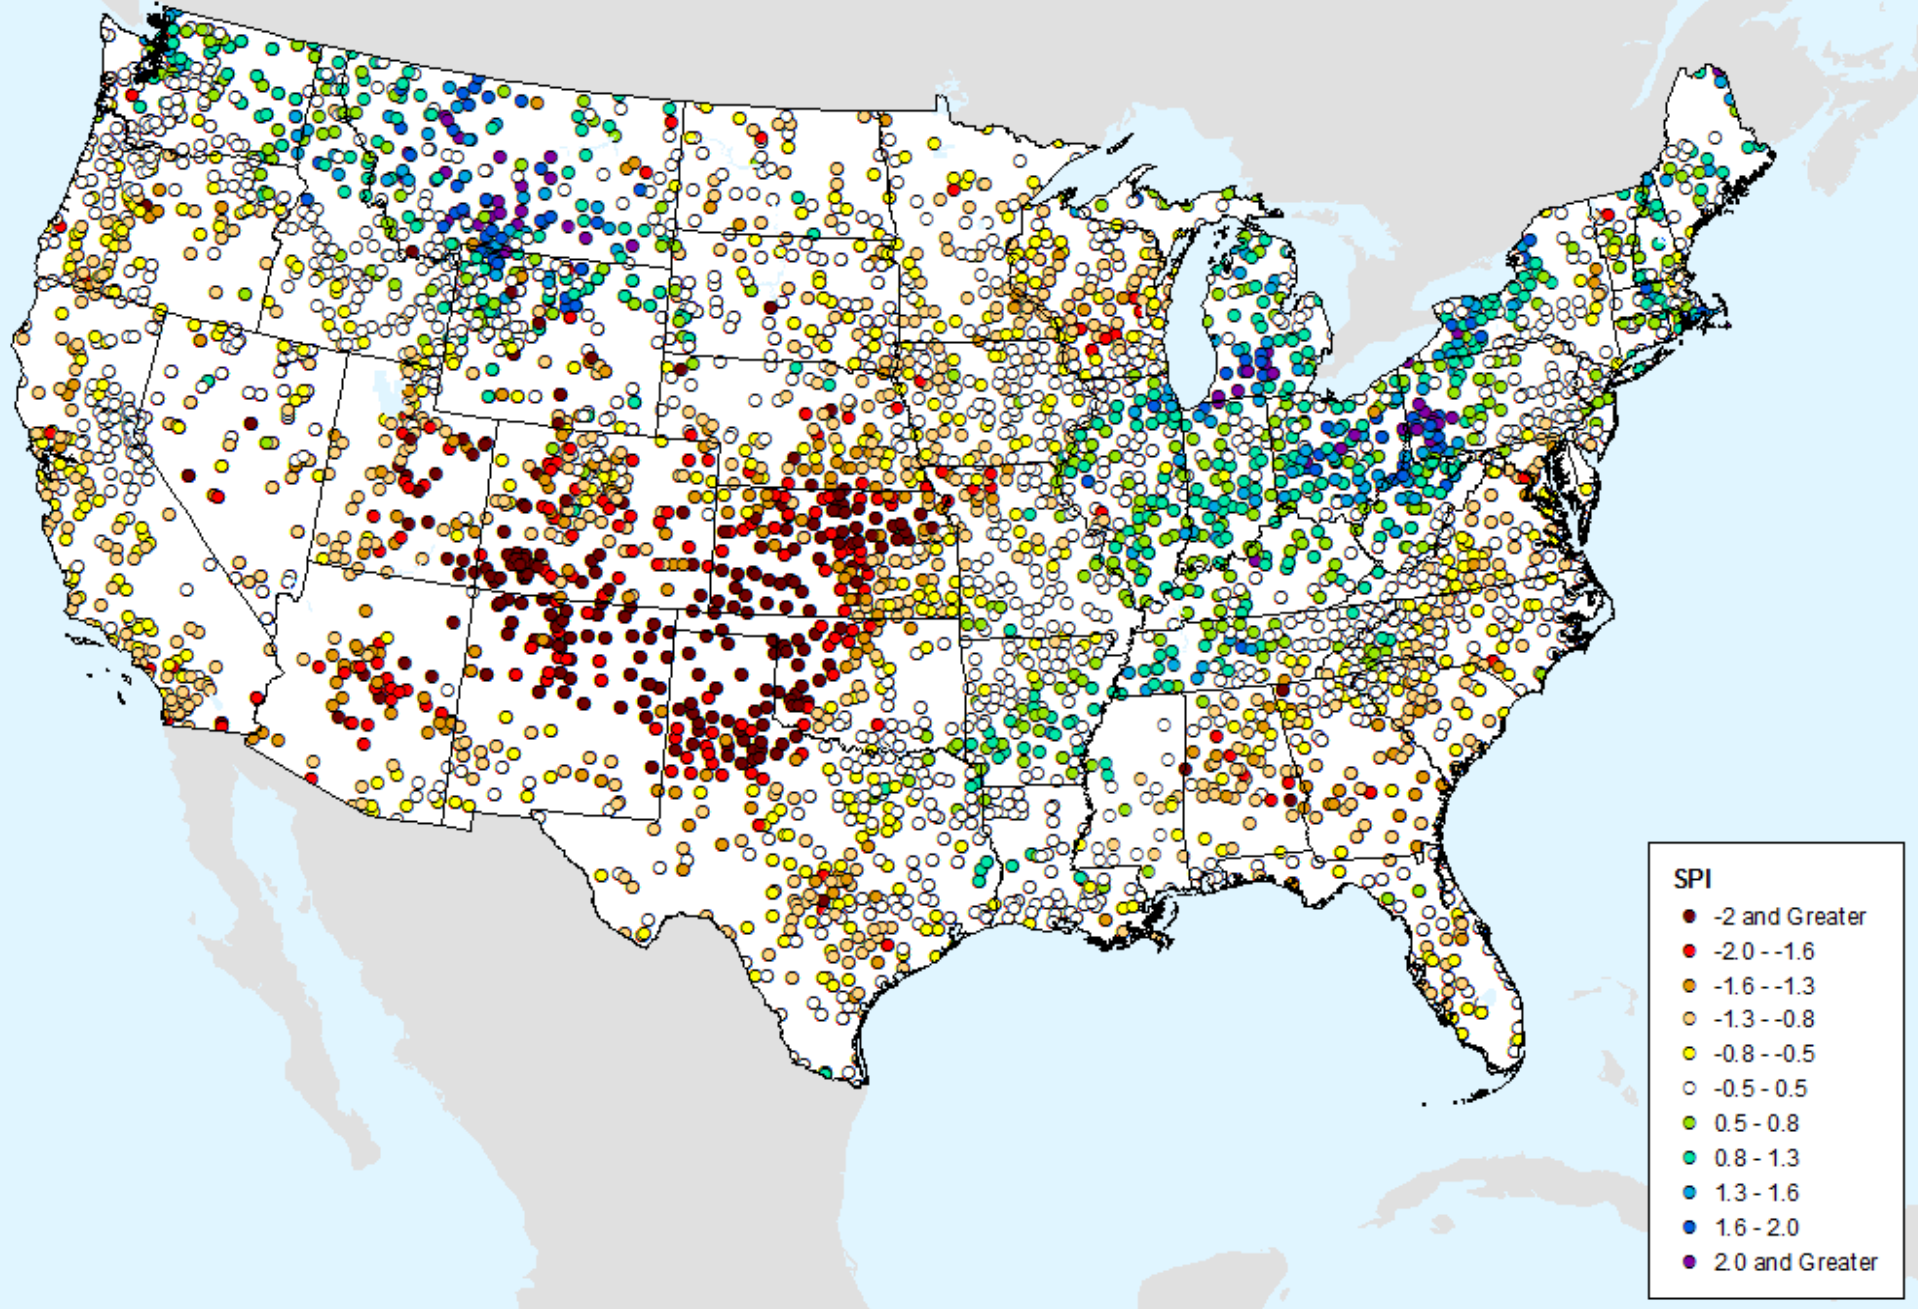 SPI
-2 and Greater
-2.0 - -1.6
-1.6 - -1.3
-1.3 - -0.8
-0.8 - -0.5
-0.5 - 0.5
0.5 - 0.8
0.8 - 1.3
1.3 - 1.6
1.6 - 2.0
2.0 and Greater